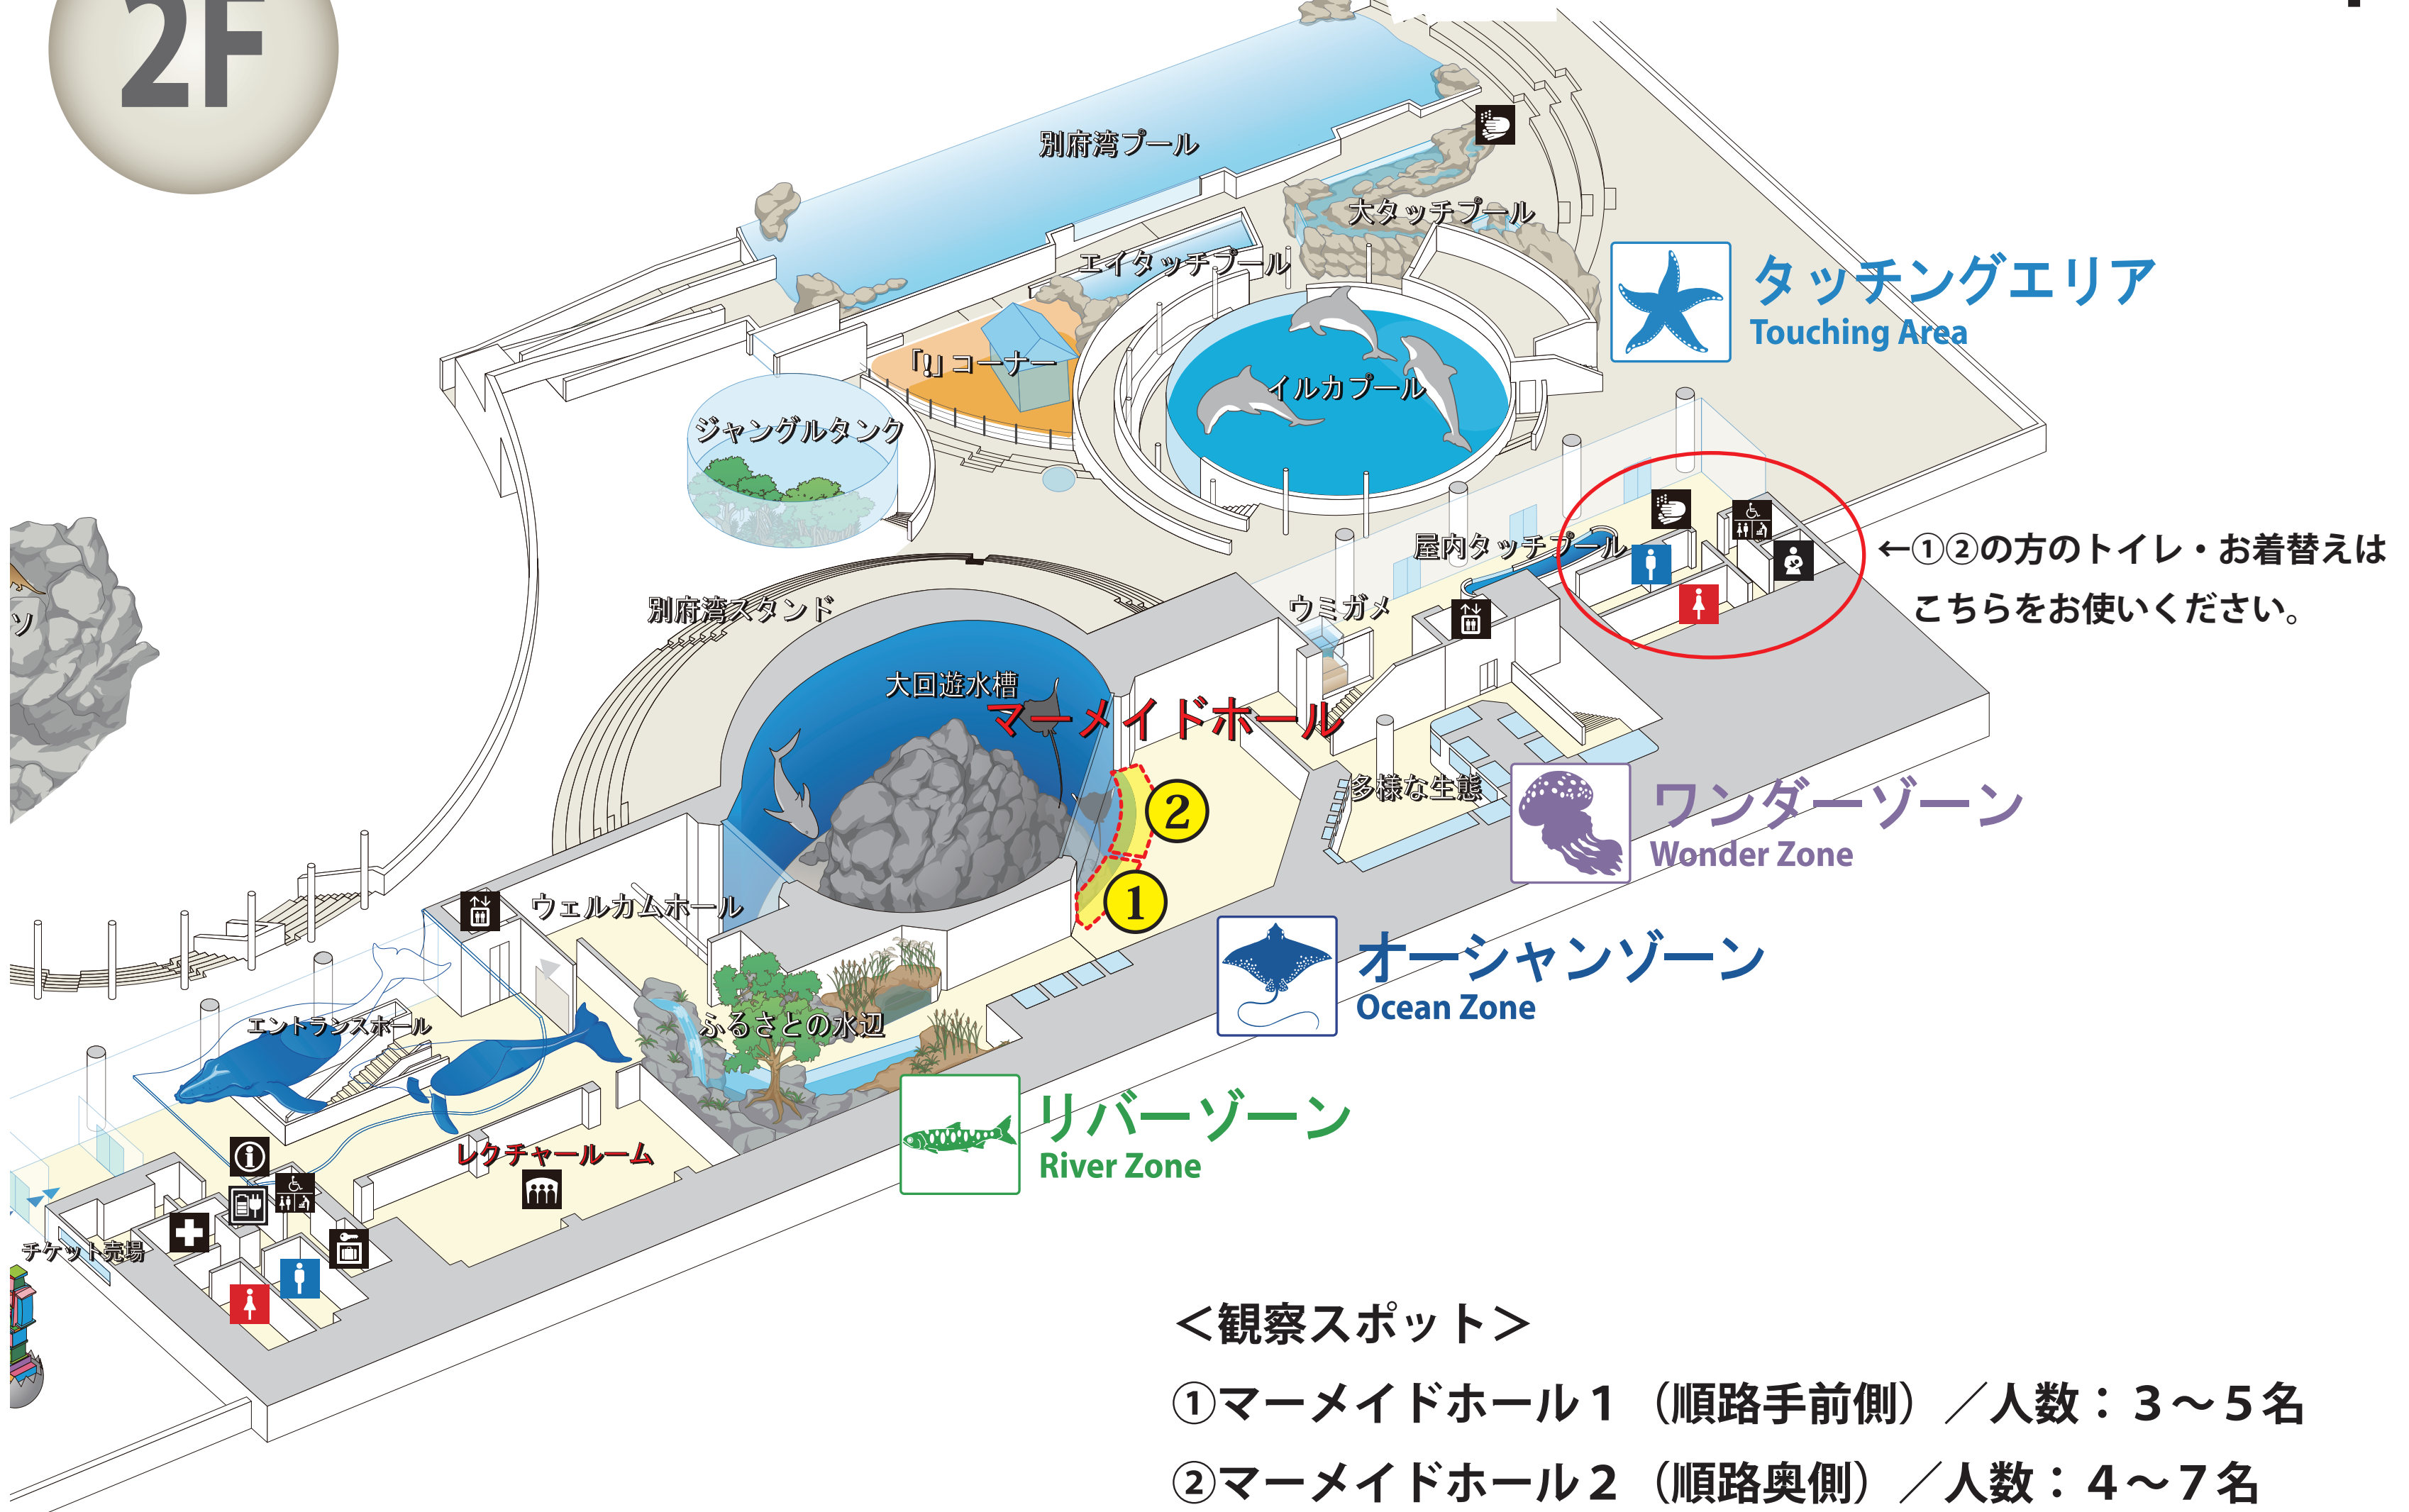 2F
別府湾プール
大タッチプール
エイタッチプール
タッチングエリア
Touching Area
「!」コーナー
イルカプール
ジャングルタンク
屋内タッチプール
←①②の方のトイレ・お着替えは
こちらをお使いください。
別府湾スタンド
ウミガメ
ソ
大回遊水槽
マーメイドホール
多様な生態
ワンダーゾーン
Wonder Zone
2
1
ウェルカムホール
オーシャンゾーン
Ocean Zone
エントランスホール
ふるさとの水辺
リバーゾーン
River Zone
レクチャールーム
チケット売場
＜観察スポット＞
①マーメイドホール１（順路手前側）／人数：３～５名
②マーメイドホール２（順路奥側）／人数：４～７名